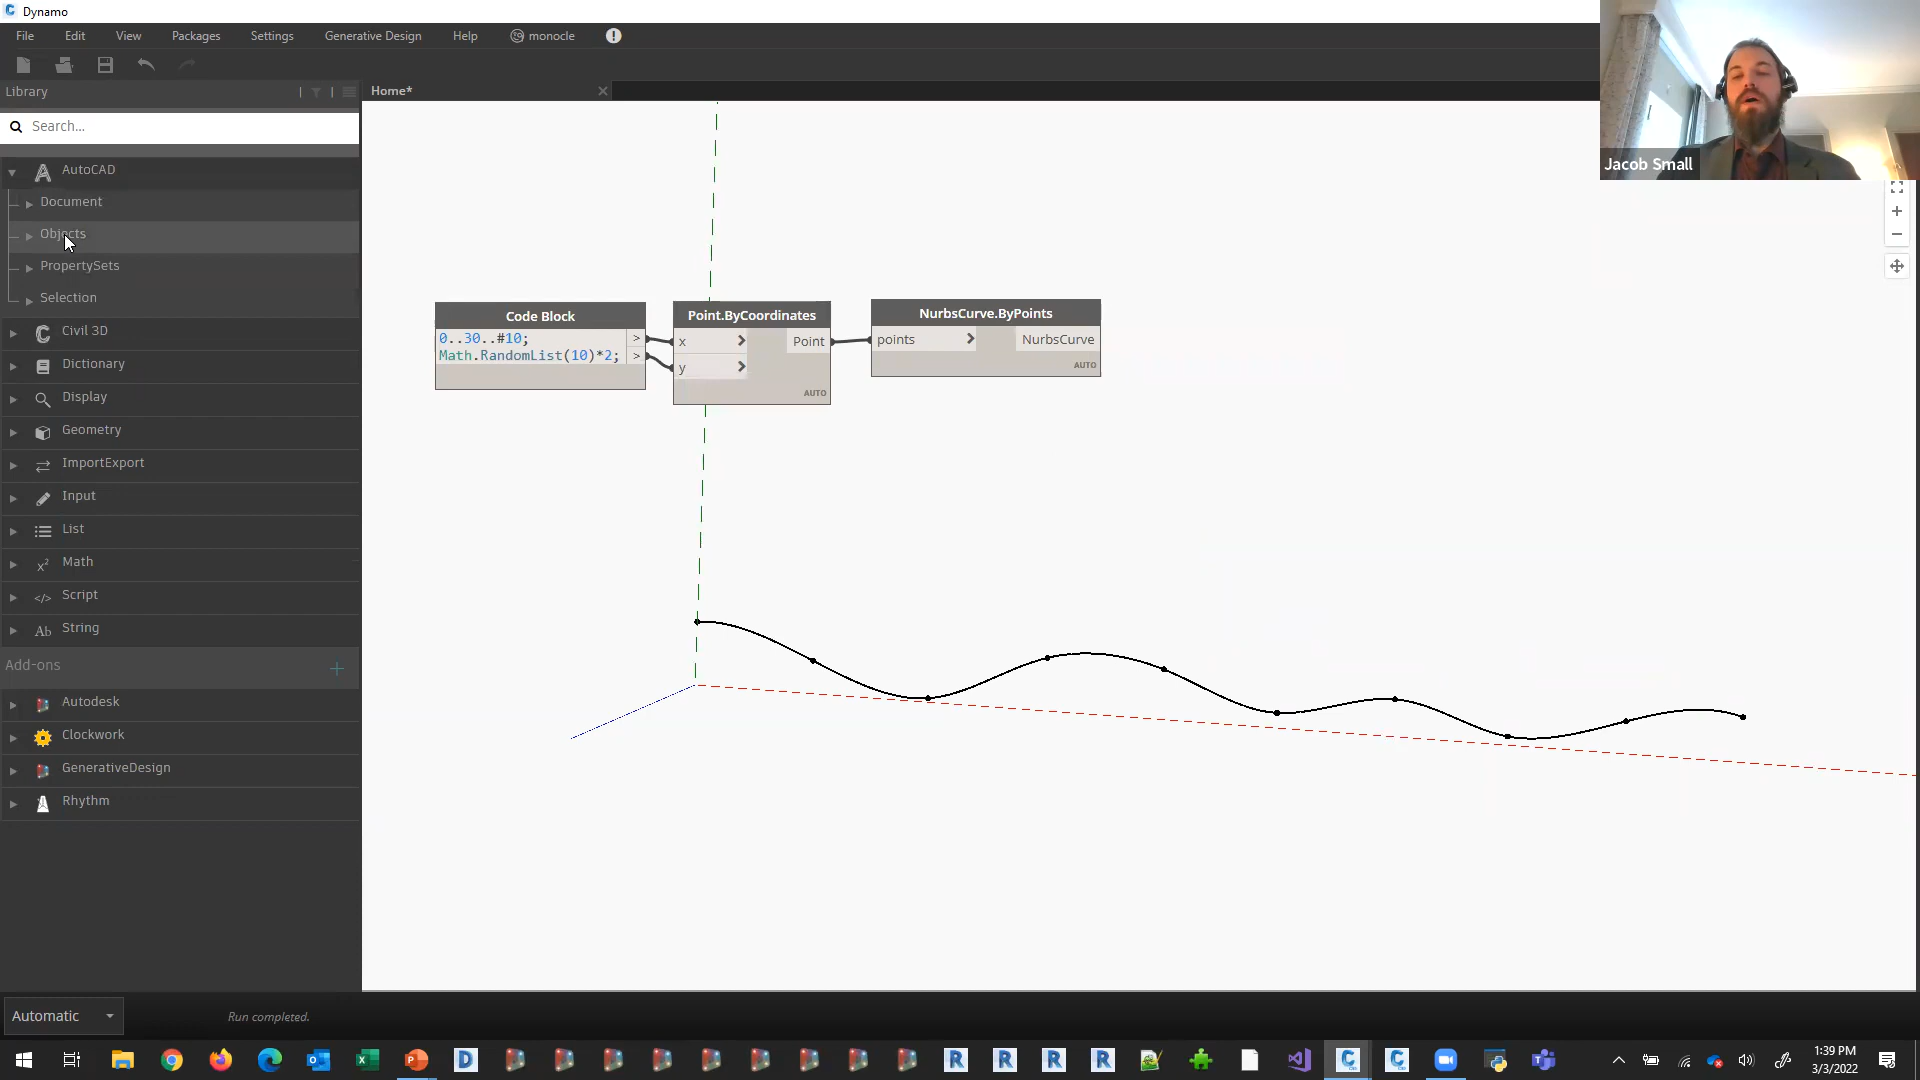 Dynamo
File Edit View Packages Settings Generative Design Help monocle
Library
Home*
Search...
AutoCAD
Document
Objects
PropertySets
Selection
Civil 3D
Dictionary
Display
Geometry
ImportExport
Input
List
Math
Script
Ab String
Add-ons
Autodesk
Clockwork
GenerativeDesign
Rhythm
Code Block
0..30..#10; >
Math.RandomList(10)*2; >
Point.ByCoordinates
x > Point
y >
AUTO
NurbsCurve.ByPoints
points > NurbsCurve
AUTO
Jacob Small
Automatic
Run completed.
1:39 PM
3/3/2022